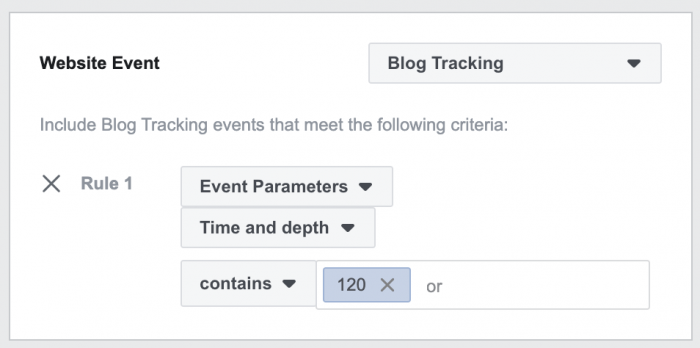 Website Event
Blog Tracking
Include Blog Tracking events that meet the following criteria:
Rule 1
Event Parameters
Time and depth
contains
120
or